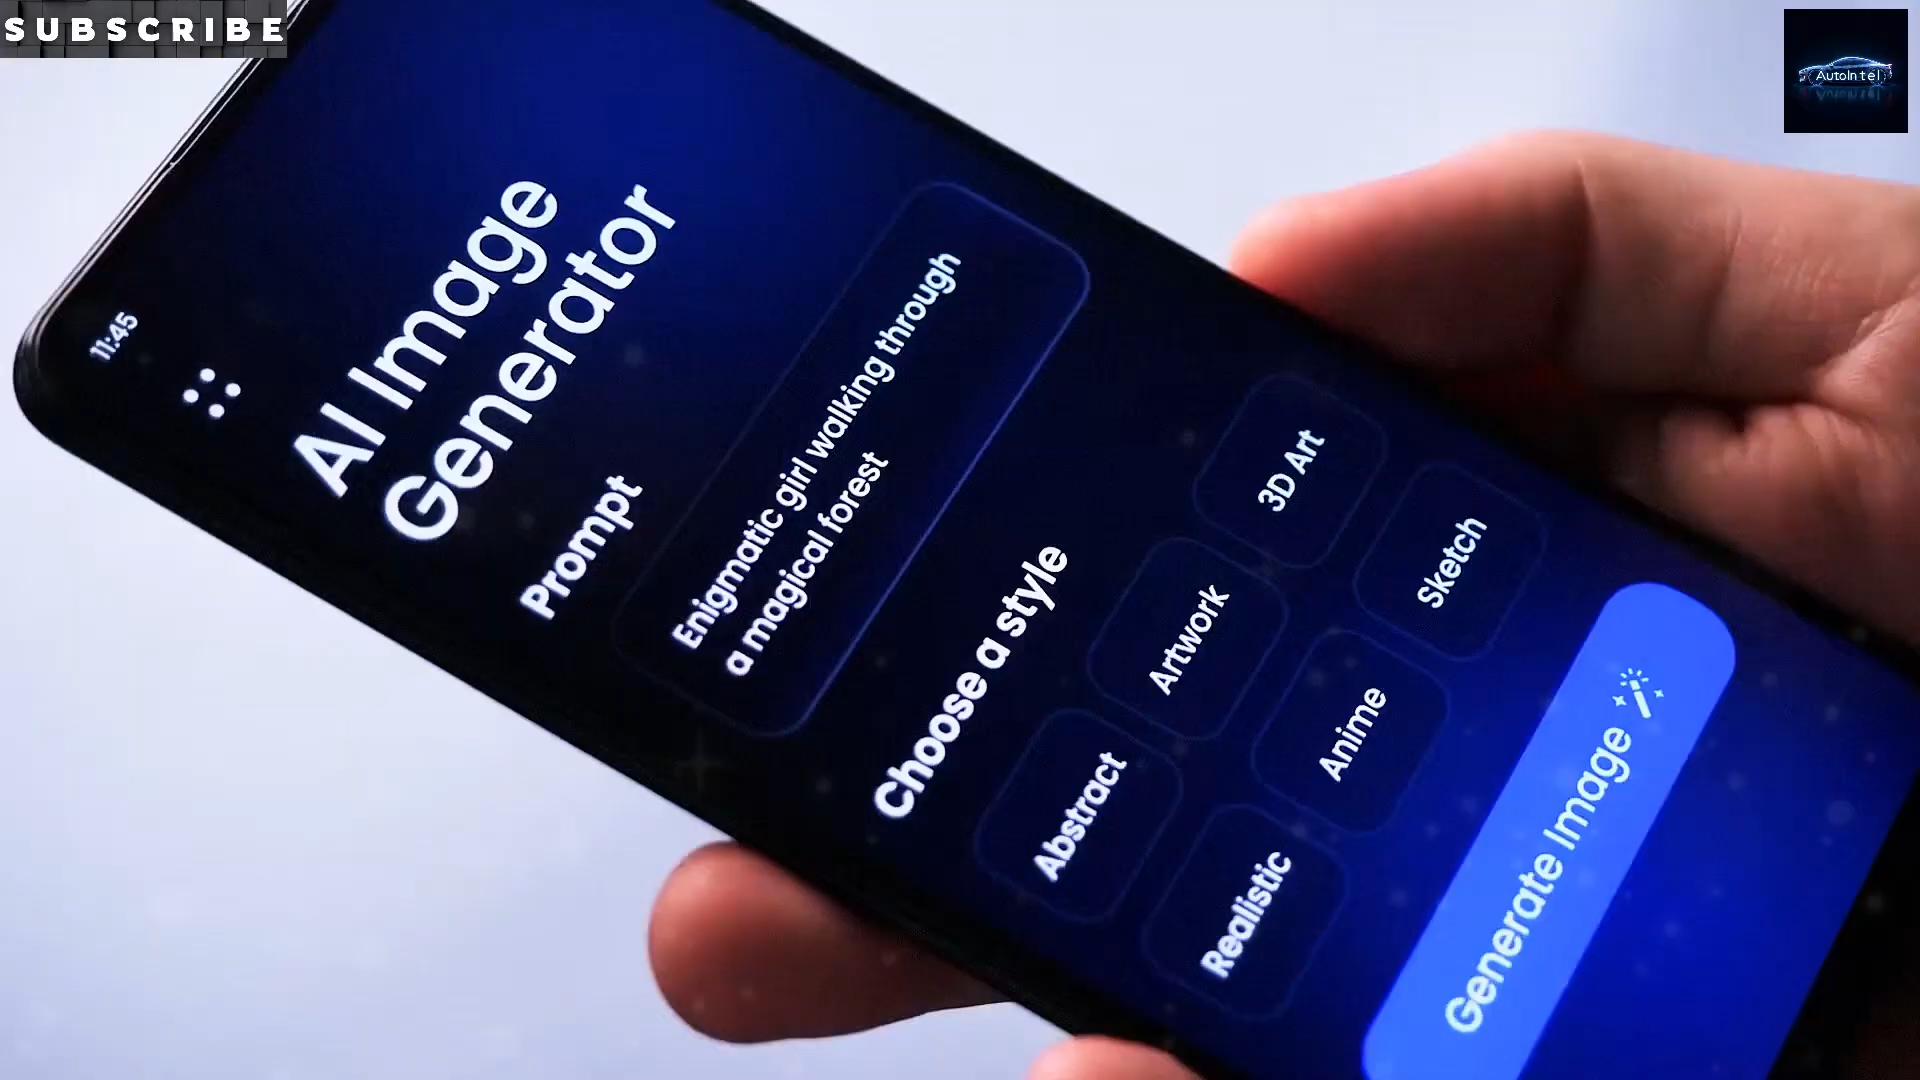 SUBSCRIBE
AutoIntel
11:45
AI Image
Generator
Prompt
Enigmatic girl walking through
a magical forest
Choose a style
Abstract
Artwork
3D Art
Realistic
Anime
Sketch
Generate Image